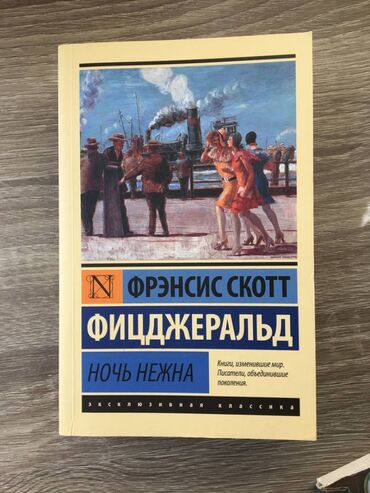 N
ФРЭНСИС СКОТТ
ФИЦДЖЕРАЛЬД
НОЧЬ НЕЖНА
Книги, изменившие мир.
Писатели, объединившие
поколения.
эксклюзивная классика